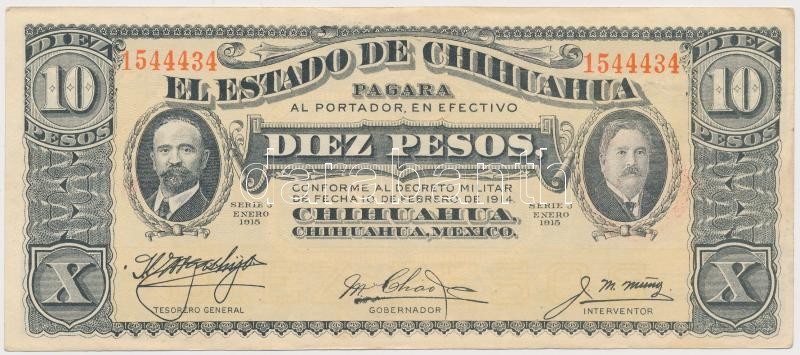 DIEZ
10
PESOS
1544434
1544434
DIEZ
10
PESOS
EL ESTADO DE CHIHUAHUA
PAGARA
AL PORTADOR, EN EFECTIVO
DIEZ PESOS,
CONFORME AL DECRETO MILITAR
DE FECHA 10 DE FEBRERO DE 1914.
CHIHUAHUA,
CHIHUAHUA, MEXICO.
SERIE
ENERO
1915
SERIE
ENERO
1915
X
X
TESORERO GENERAL
GOBERNADOR
INTERVENTOR